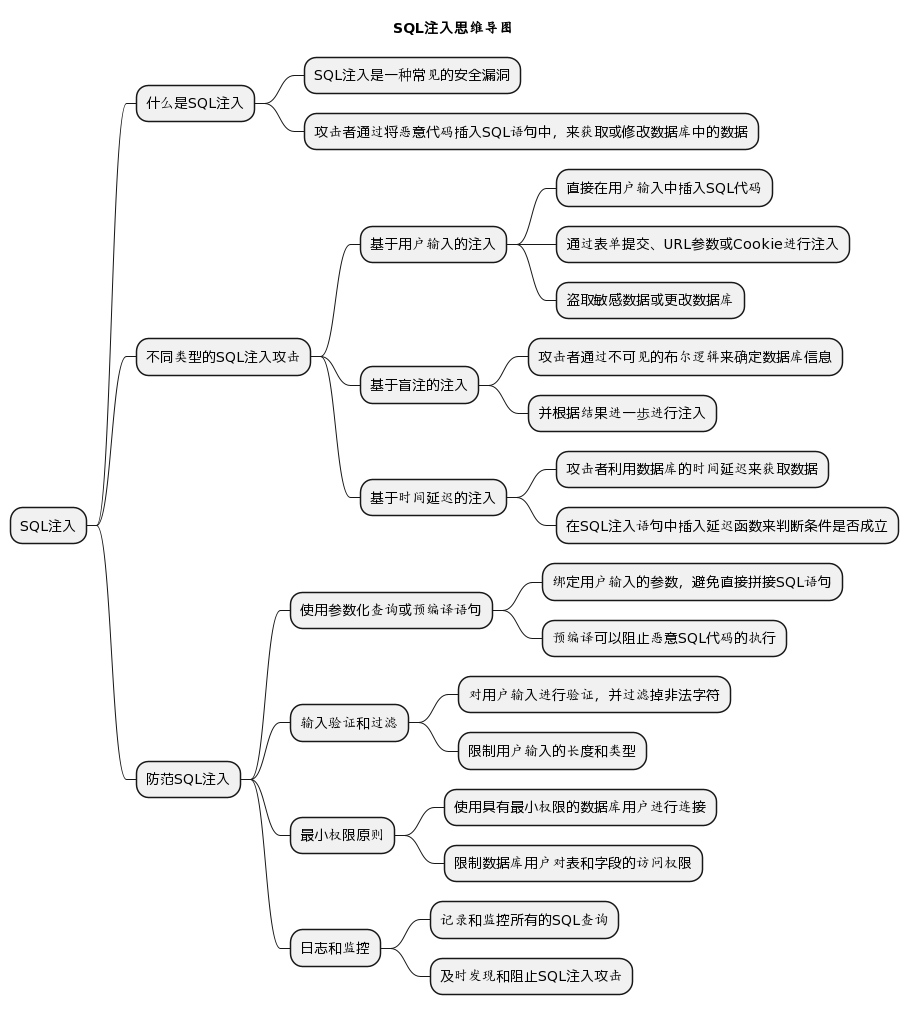 SQL注入思维导图
SQL注入
什么是SQL注入
SQL注入是一种常见的安全漏洞
攻击者通过将恶意代码插入SQL语句中，来获取或修改数据库中的数据
不同类型的SQL注入攻击
基于用户输入的注入
直接在用户输入中插入SQL代码
通过表单提交、URL参数或Cookie进行注入
盗取敏感数据或更改数据库
基于盲注的注入
攻击者通过不可见的布尔逻辑来确定数据库信息
并根据结果进一步进行注入
基于时间延迟的注入
攻击者利用数据库的时间延迟来获取数据
在SQL注入语句中插入延迟函数来判断条件是否成立
防范SQL注入
使用参数化查询或预编译语句
绑定用户输入的参数，避免直接拼接SQL语句
预编译可以阻止恶意SQL代码的执行
输入验证和过滤
对用户输入进行验证，并过滤掉非法字符
限制用户输入的长度和类型
最小权限原则
使用具有最小权限的数据库用户进行连接
限制数据库用户对表和字段的访问权限
日志和监控
记录和监控所有的SQL查询
及时发现和阻止SQL注入攻击